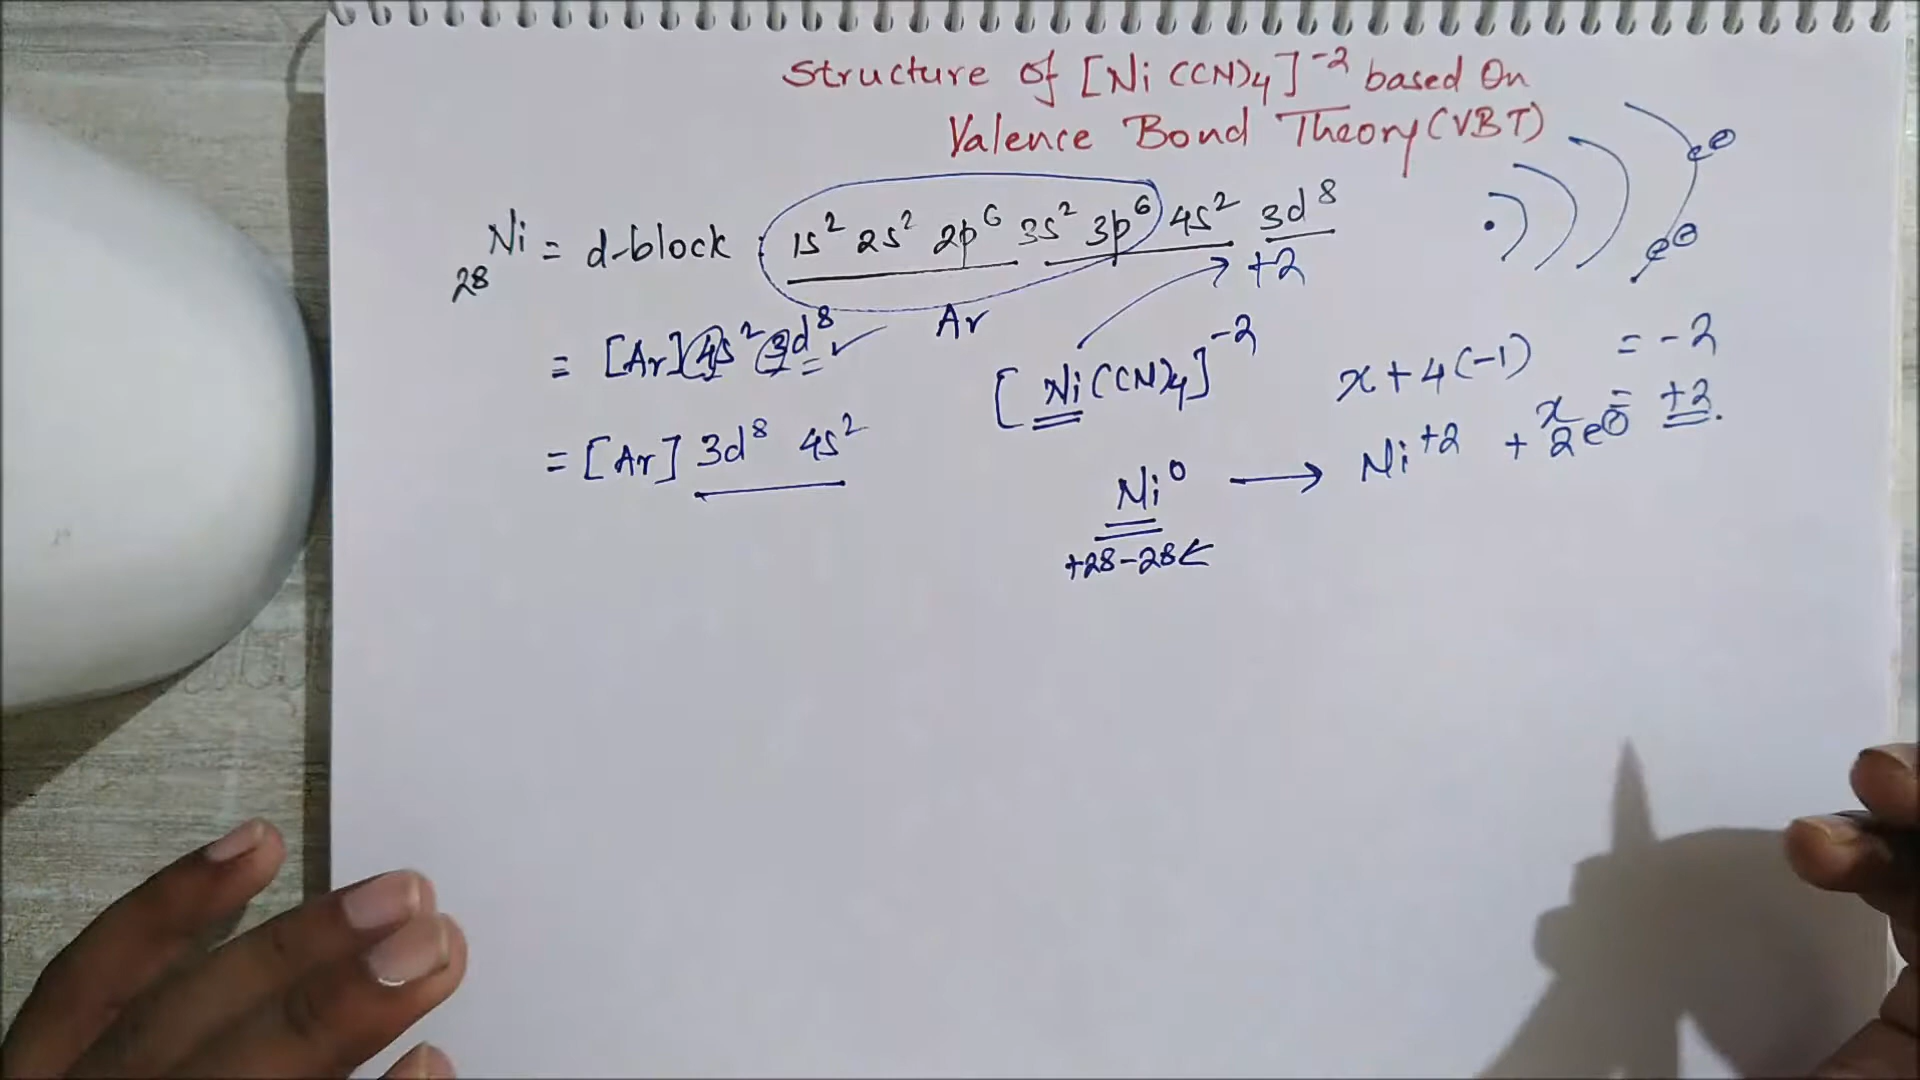 Structure of [Ni(CN)₄]⁻² based on
Valence Bond Theory (VBT)
₂₈Ni = d-block 1s² 2s² 2p⁶ 3s² 3p⁶ 4s² 3d⁸
+2
Ar
= [Ar] 4s² 3d⁸ ✓
[Ni(CN)₄]⁻²
x + 4(-1) = -2
x = +2.
= [Ar] 3d⁸ 4s²
Ni⁰ → Ni⁺² + 2e⊖
+28-28
e⊖
e⊖